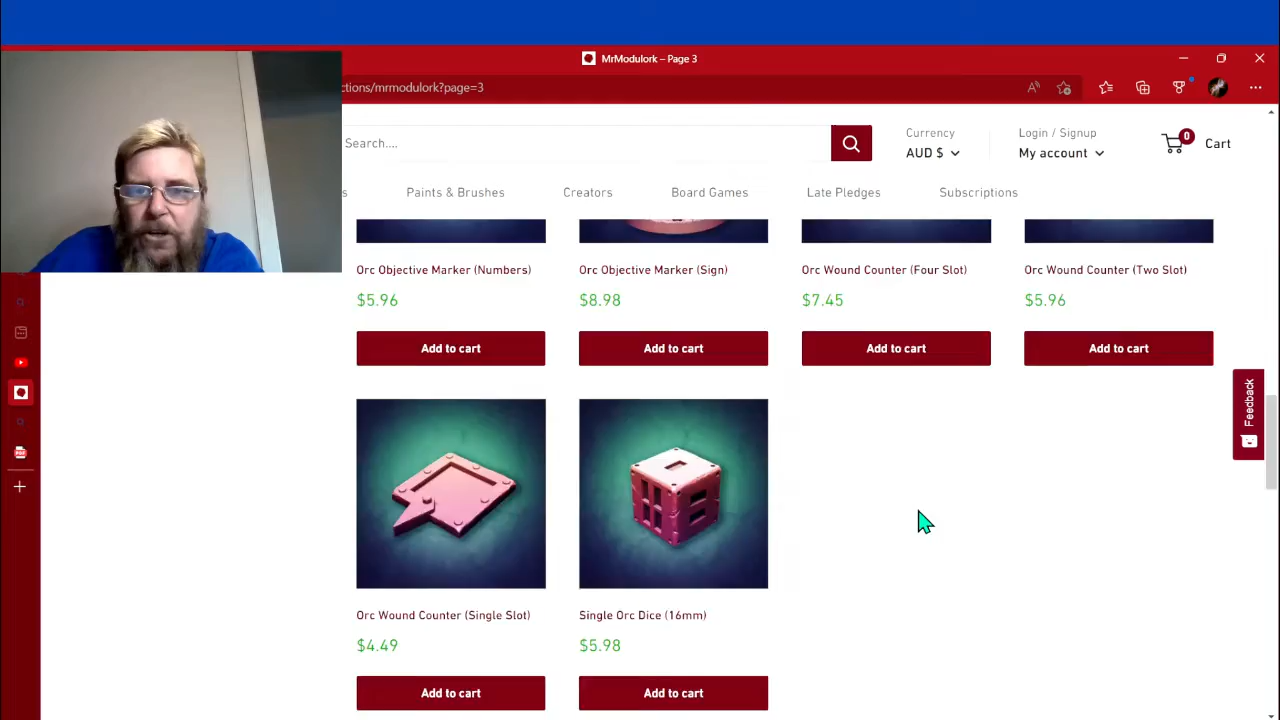 MrModulork – Page 3
ctions/mrmodulork?page=3
Search....
Currency
AUD $
Login / Signup
My account
0
Cart
s
Paints & Brushes
Creators
Board Games
Late Pledges
Subscriptions
Orc Objective Marker (Numbers)
$5.96
Add to cart
Orc Objective Marker (Sign)
$8.98
Add to cart
Orc Wound Counter (Four Slot)
$7.45
Add to cart
Orc Wound Counter (Two Slot)
$5.96
Add to cart
Feedback
Orc Wound Counter (Single Slot)
$4.49
Add to cart
Single Orc Dice (16mm)
$5.98
Add to cart
PDF